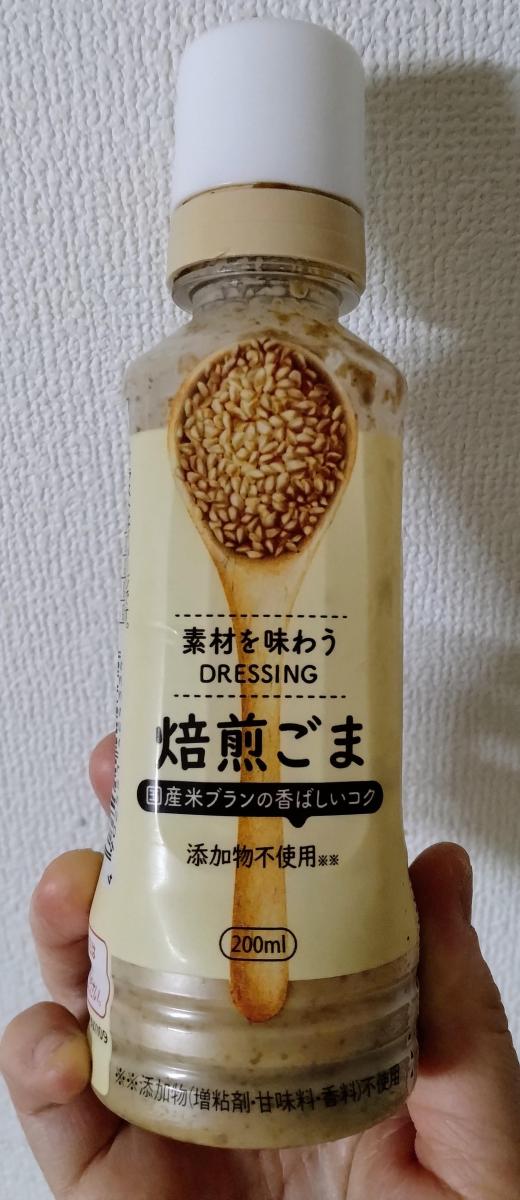 素材を味わう
DRESSING
焙煎ごま
国産米ブランの香ばしいコク
添加物不使用※※
200ml
※※添加物(増粘剤・甘味料・香料)不使用